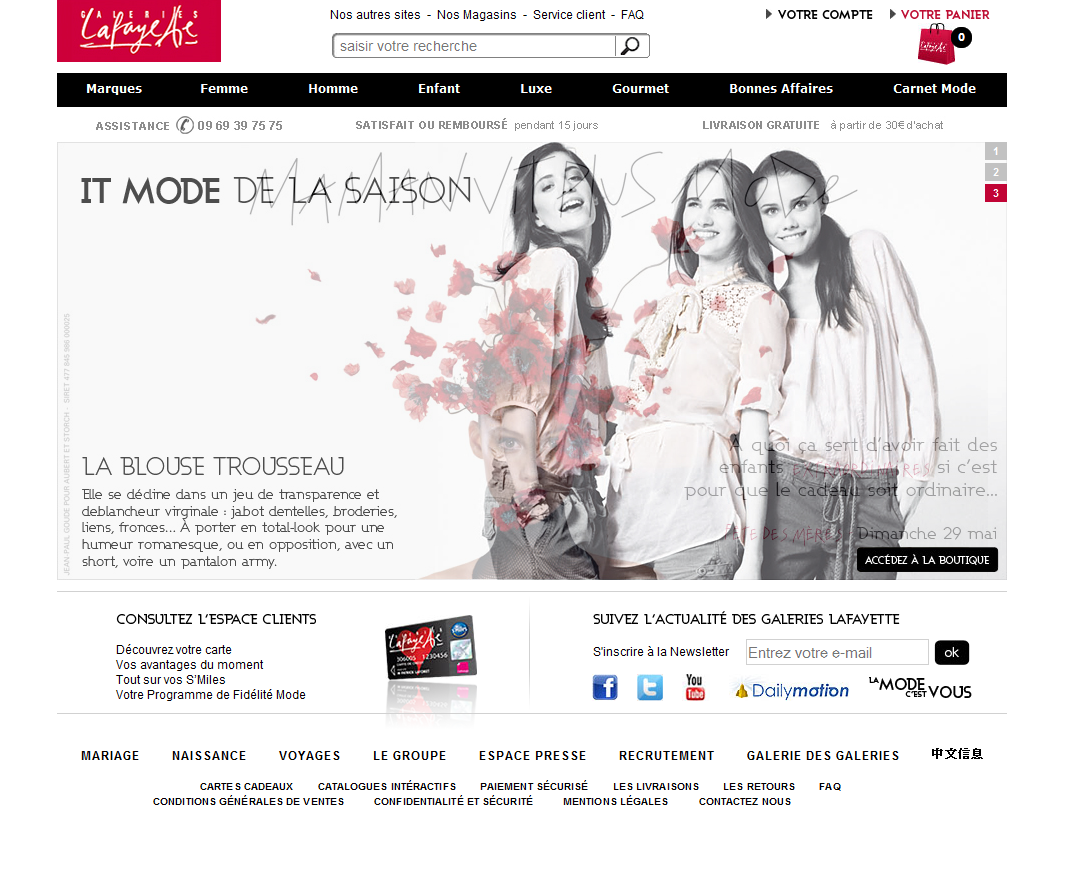 GALERIES
Lafayette
Nos autres sites - Nos Magasins - Service client - FAQ
VOTRE COMPTE
VOTRE PANIER
saisir votre recherche
0
Marques Femme Homme Enfant Luxe Gourmet Bonnes Affaires Carnet Mode
ASSISTANCE 09 69 39 75 75
SATISFAIT OU REMBOURSÉ pendant 15 jours
LIVRAISON GRATUITE à partir de 30€ d'achat
1
2
3
IT MODE DE LA SAISON
MAMAN VEUS MODE
JEAN-PAUL GOUDE POUR AUBERT ET STORCH
LA BLOUSE TROUSSEAU
Elle se décline dans un jeu de transparence et
deblancheur virginale : jabot dentelles, broderies,
liens, fronces... À porter en total-look pour une
humeur romanesque, ou en opposition, avec un
short, voire un pantalon army.
A quoi ça sert d'avoir fait des
enfants EXTRAORDINAIRES si c'est
pour que le cadeau soit ordinaire...
FÊTE DES MÈRES Dimanche 29 mai
ACCÉDEZ À LA BOUTIQUE
CONSULTEZ L'ESPACE CLIENTS
Découvrez votre carte
Vos avantages du moment
Tout sur vos S'Miles
Votre Programme de Fidélité Mode
Lafayette
SUIVEZ L'ACTUALITÉ DES GALERIES LAFAYETTE
S'inscrire à la Newsletter
Entrez votre e-mail
ok
You
Tube
Dailymotion
LA MODE C'EST VOUS
MARIAGE NAISSANCE VOYAGES LE GROUPE ESPACE PRESSE RECRUTEMENT GALERIE DES GALERIES 中文信息
CARTES CADEAUX CATALOGUES INTÉRACTIFS PAIEMENT SÉCURISÉ LES LIVRAISONS LES RETOURS FAQ
CONDITIONS GÉNÉRALES DE VENTES CONFIDENTIALITÉ ET SÉCURITÉ MENTIONS LÉGALES CONTACTEZ NOUS